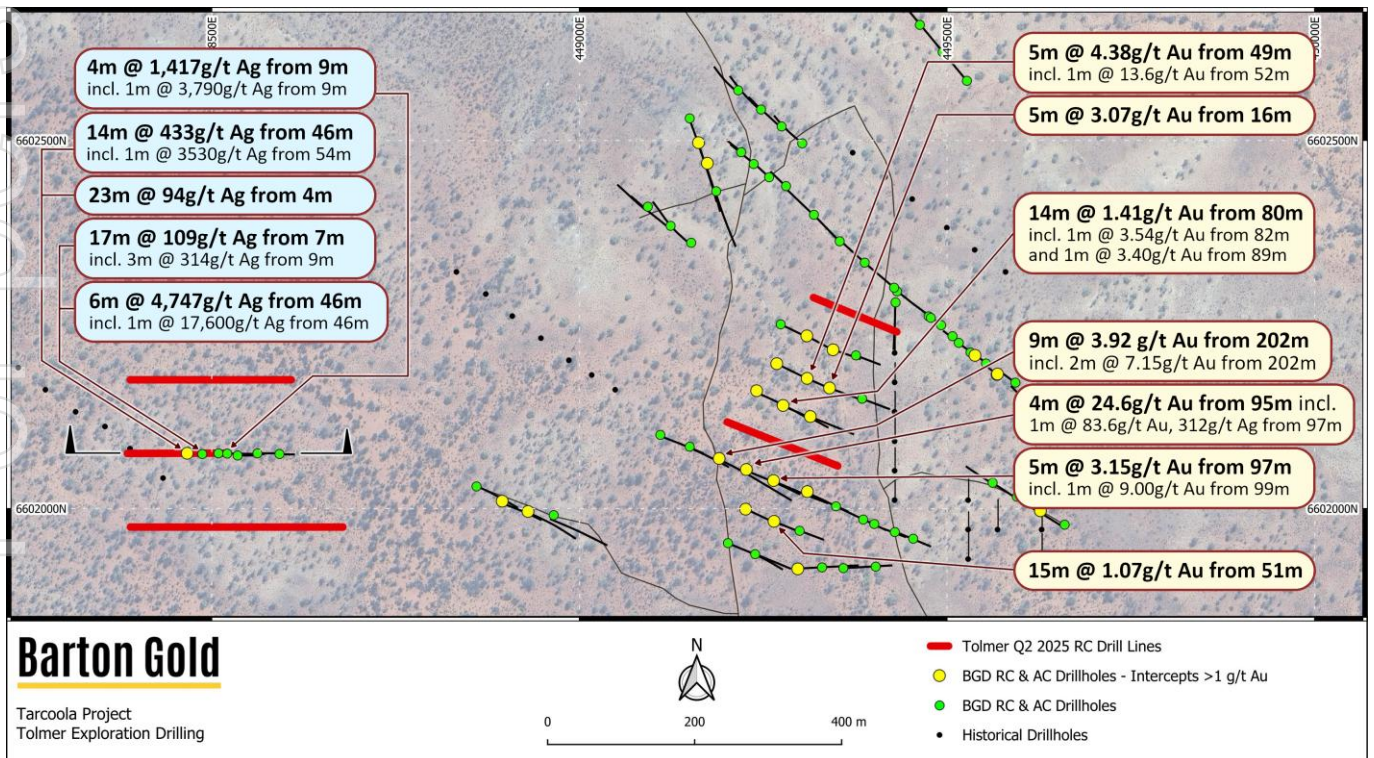 4m @ 1,417g/t Ag from 9m
incl. 1m @ 3,790g/t Ag from 9m
14m @ 433g/t Ag from 46m
incl. 1m @ 3530g/t Ag from 54m
23m @ 94g/t Ag from 4m
17m @ 109g/t Ag from 7m
incl. 3m @ 314g/t Ag from 9m
6m @ 4,747g/t Ag from 46m
incl. 1m @ 17,600g/t Ag from 46m
449000E
449500E
6602500N
6602500N
6602000N
6602000N
5m @ 4.38g/t Au from 49m
incl. 1m @ 13.6g/t Au from 52m
5m @ 3.07g/t Au from 16m
14m @ 1.41g/t Au from 80m
incl. 1m @ 3.54g/t Au from 82m
and 1m @ 3.40g/t Au from 89m
9m @ 3.92 g/t Au from 202m
incl. 2m @ 7.15g/t Au from 202m
4m @ 24.6g/t Au from 95m incl.
1m @ 83.6g/t Au, 312g/t Ag from 97m
5m @ 3.15g/t Au from 97m
incl. 1m @ 9.00g/t Au from 99m
15m @ 1.07g/t Au from 51m
Barton Gold
Tarcoola Project
Tolmer Exploration Drilling
N
0 200 400 m
Tolmer Q2 2025 RC Drill Lines
BGD RC & AC Drillholes - Intercepts >1 g/t Au
BGD RC & AC Drillholes
Historical Drillholes